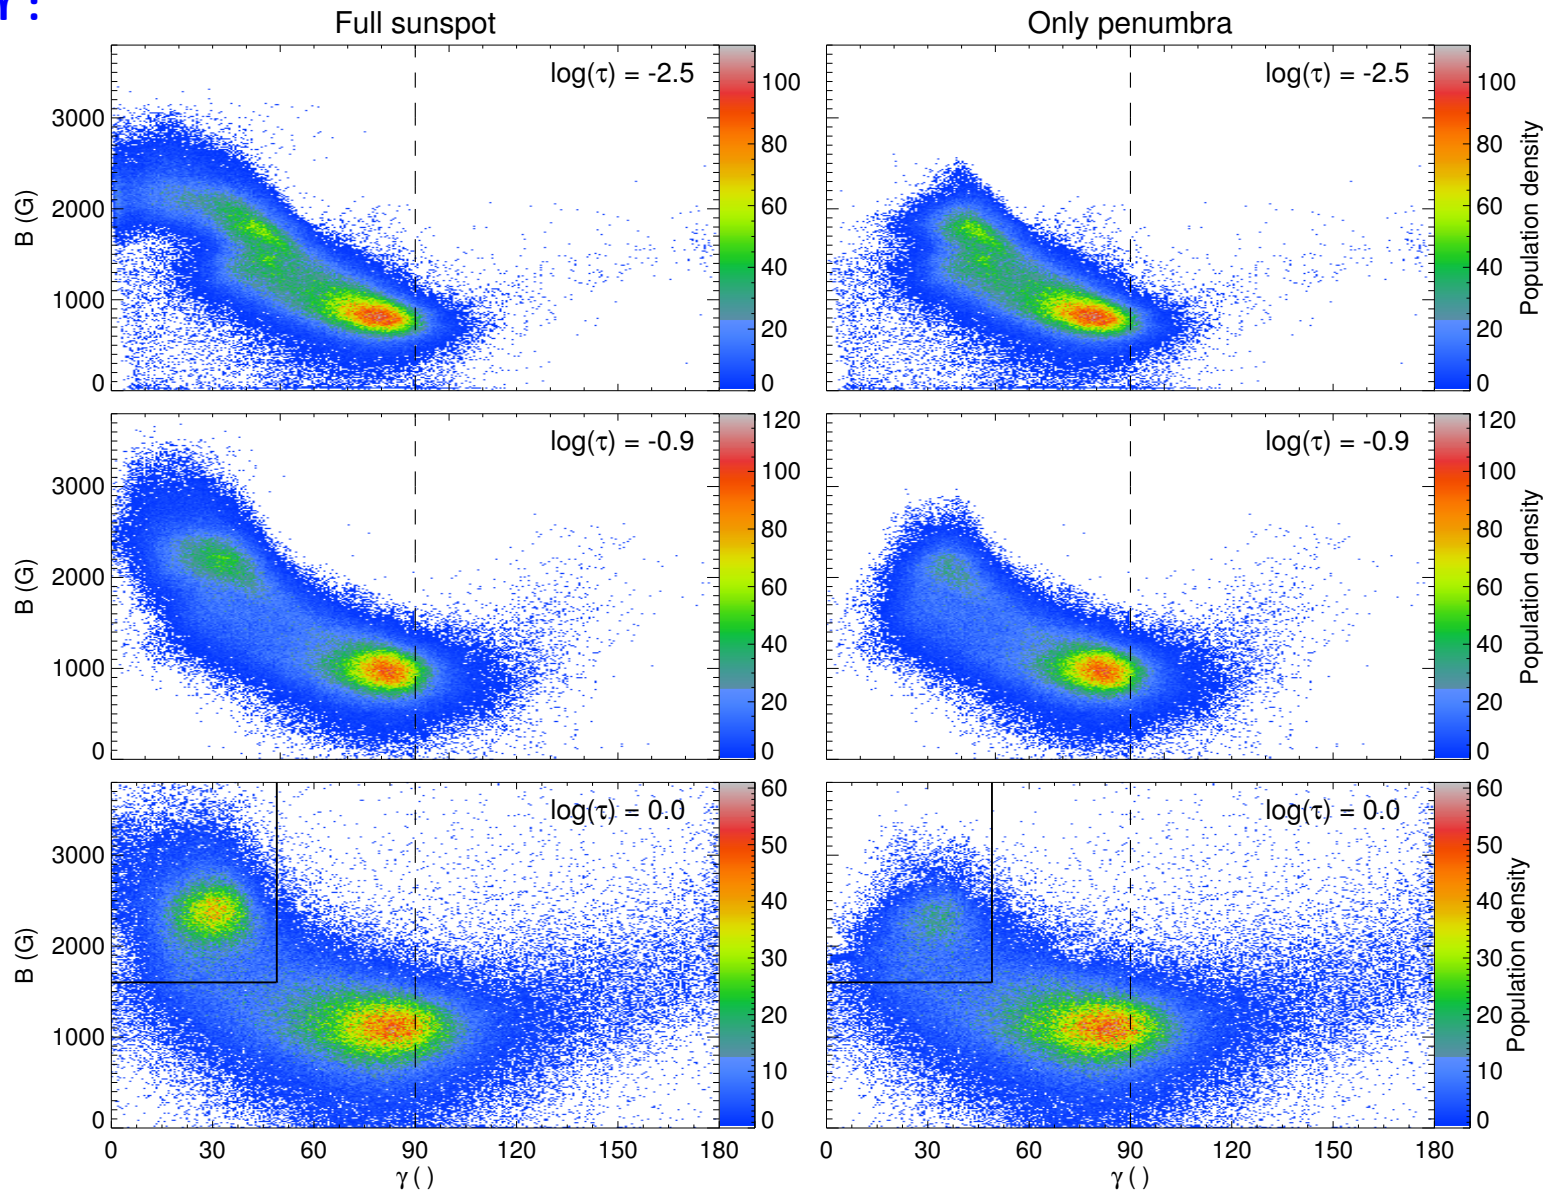 Y:
Full sunspot Only penumbra
log(τ) = -2.5
B (G)
3000
2000
1000
0
100
80
60
40
20
0
log(τ) = -2.5
100
80
60
40
20
0
Population density
log(τ) = -0.9
B (G)
3000
2000
1000
0
120
100
80
60
40
20
0
log(τ) = -0.9
120
100
80
60
40
20
0
Population density
log(τ) = 0.0
B (G)
3000
2000
1000
0
60
50
40
30
20
10
0
log(τ) = 0.0
60
50
40
30
20
10
0
Population density
0 30 60 90 120 150 180
γ ( )
0 30 60 90 120 150 180
γ ( )